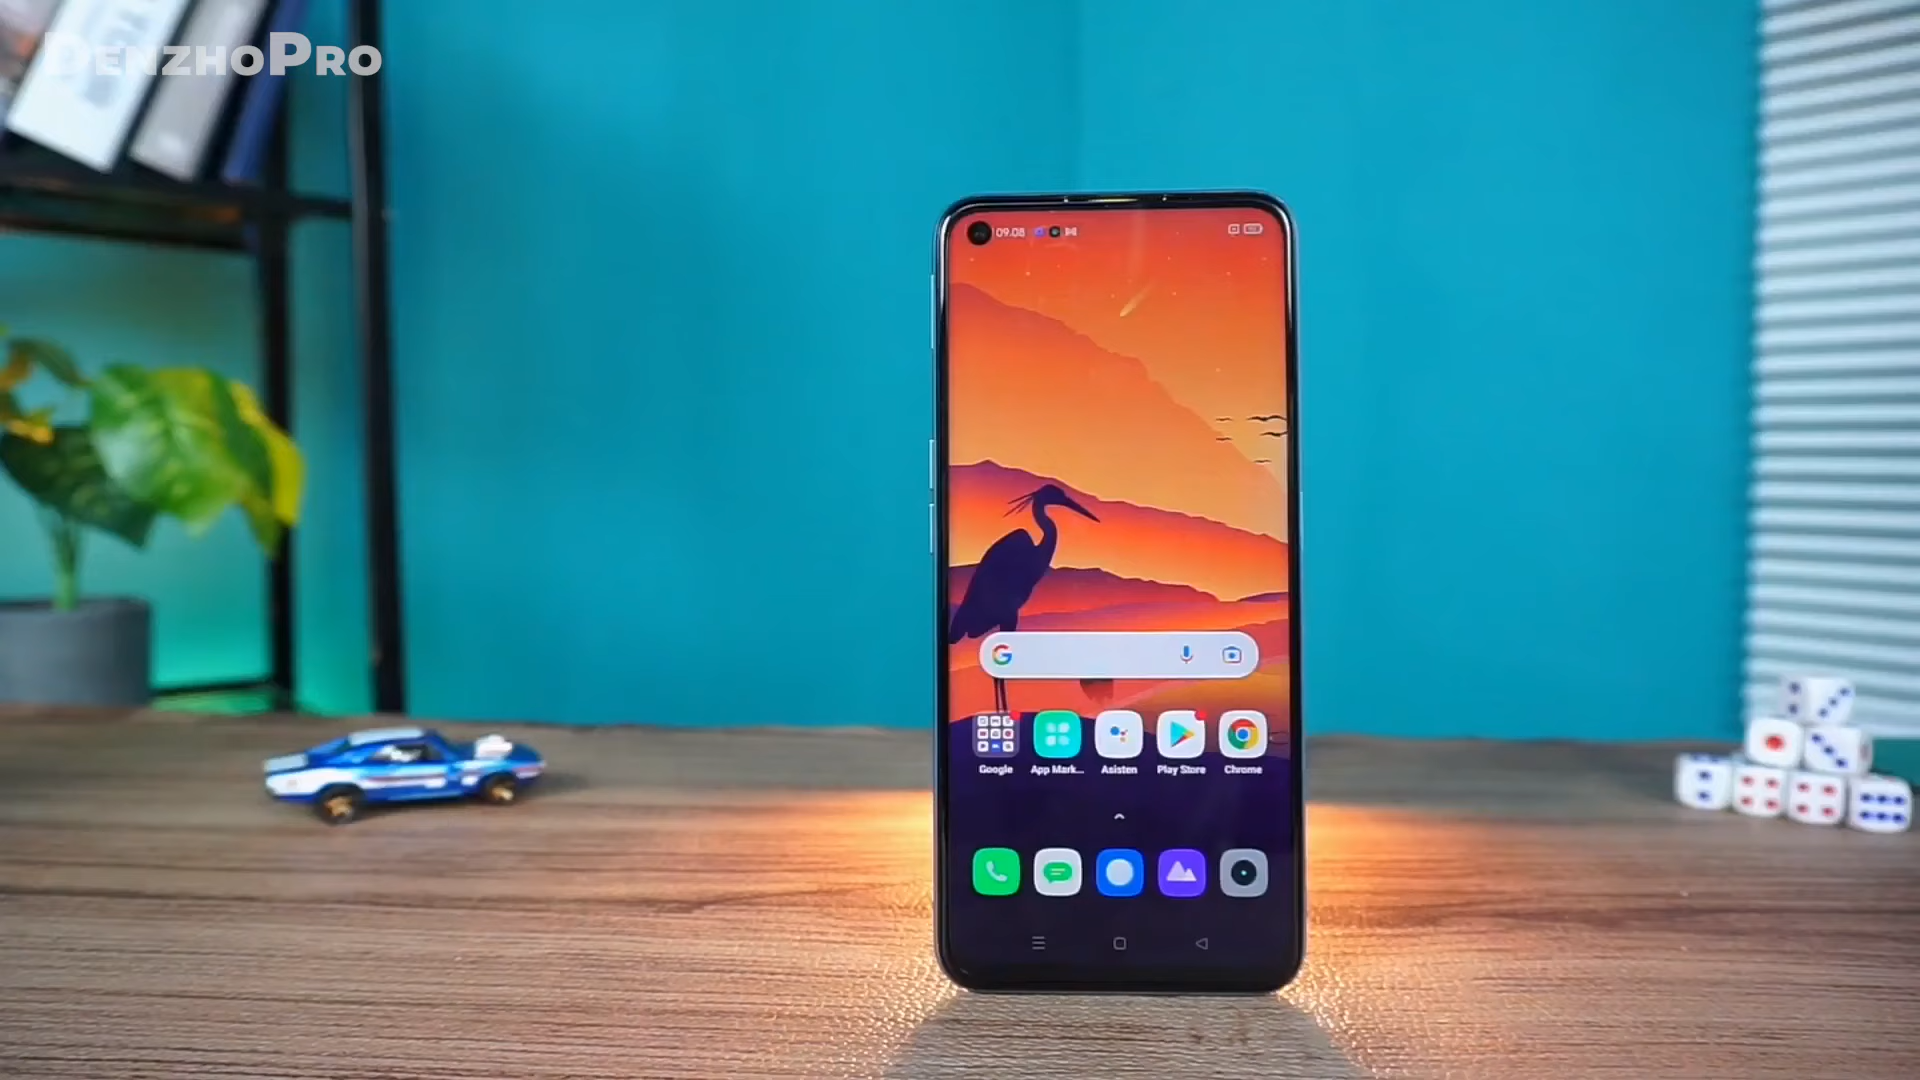 DENZHOPRO
09.08
Google
App Mark...
Asisten
Play Store
Chrome